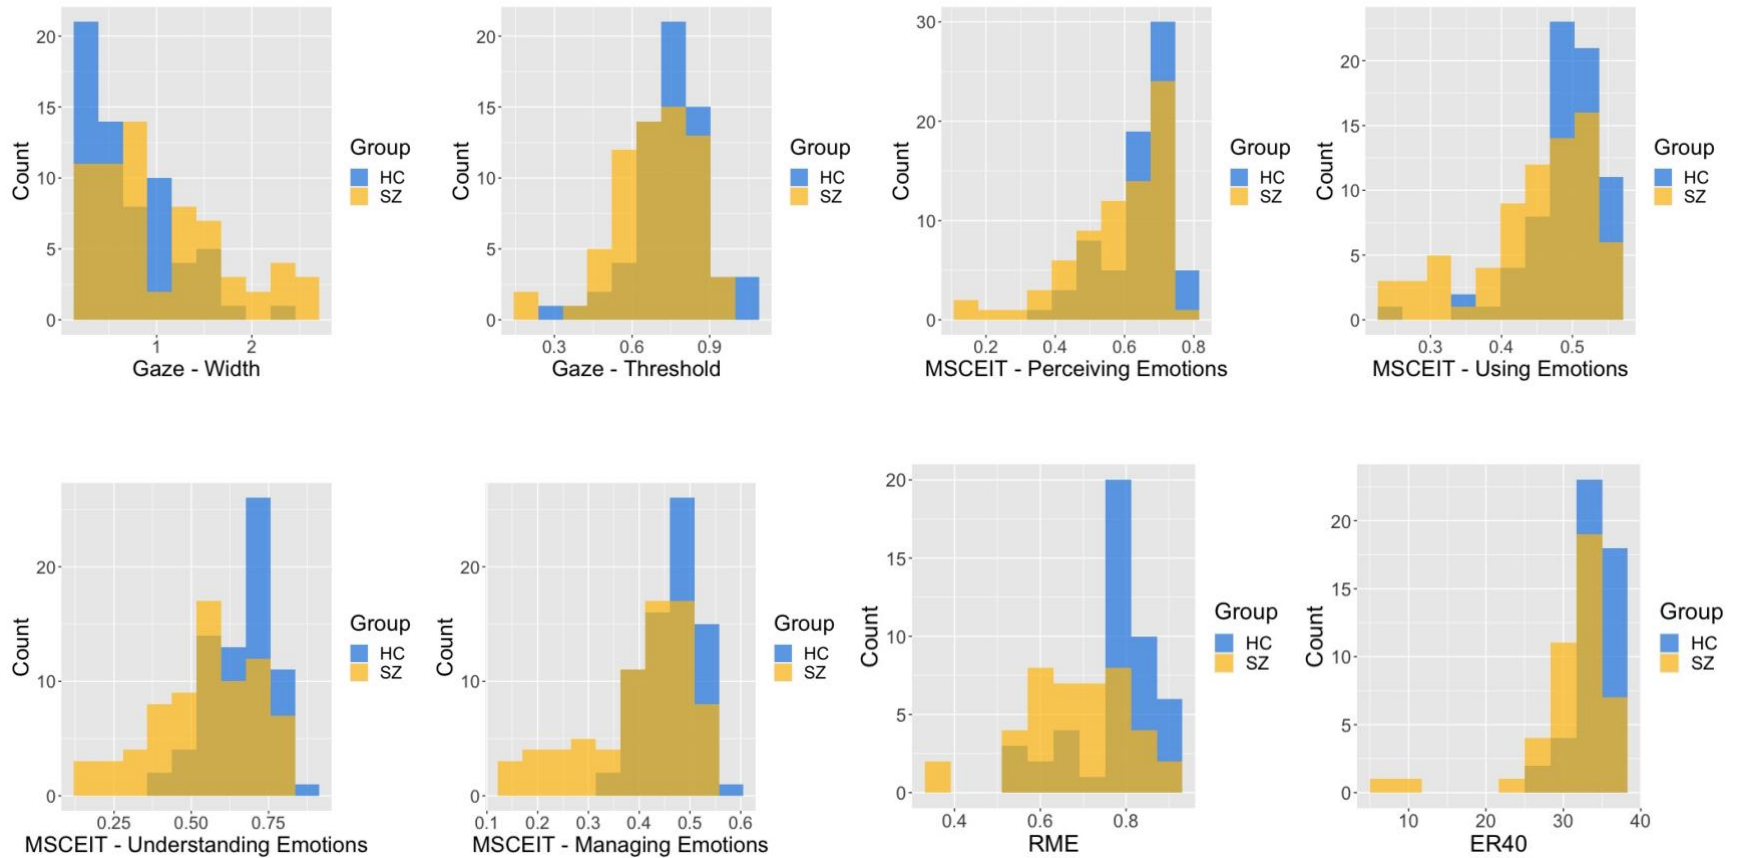 Count
20
15
10
5
0
1
2
Gaze - Width
Group
HC
SZ
Count
20
15
10
5
0
0.3
0.6
0.9
Gaze - Threshold
Group
HC
SZ
Count
30
20
10
0
0.2
0.4
0.6
0.8
MSCEIT - Perceiving Emotions
Group
HC
SZ
Count
20
15
10
5
0
0.3
0.4
0.5
MSCEIT - Using Emotions
Group
HC
SZ
Count
20
10
0
0.25
0.50
0.75
MSCEIT - Understanding Emotions
Group
HC
SZ
Count
20
10
0
0.1
0.2
0.3
0.4
0.5
0.6
MSCEIT - Managing Emotions
Group
HC
SZ
Count
20
15
10
5
0
0.4
0.6
0.8
RME
Group
HC
SZ
Count
20
15
10
5
0
10
20
30
40
ER40
Group
HC
SZ